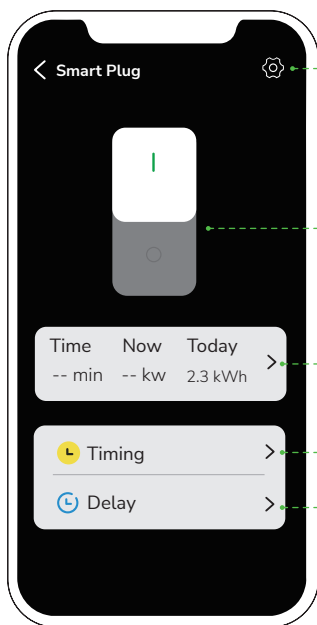 Smart Plug
Time Now Today
-- min -- kw 2.3 kWh
Timing
Delay